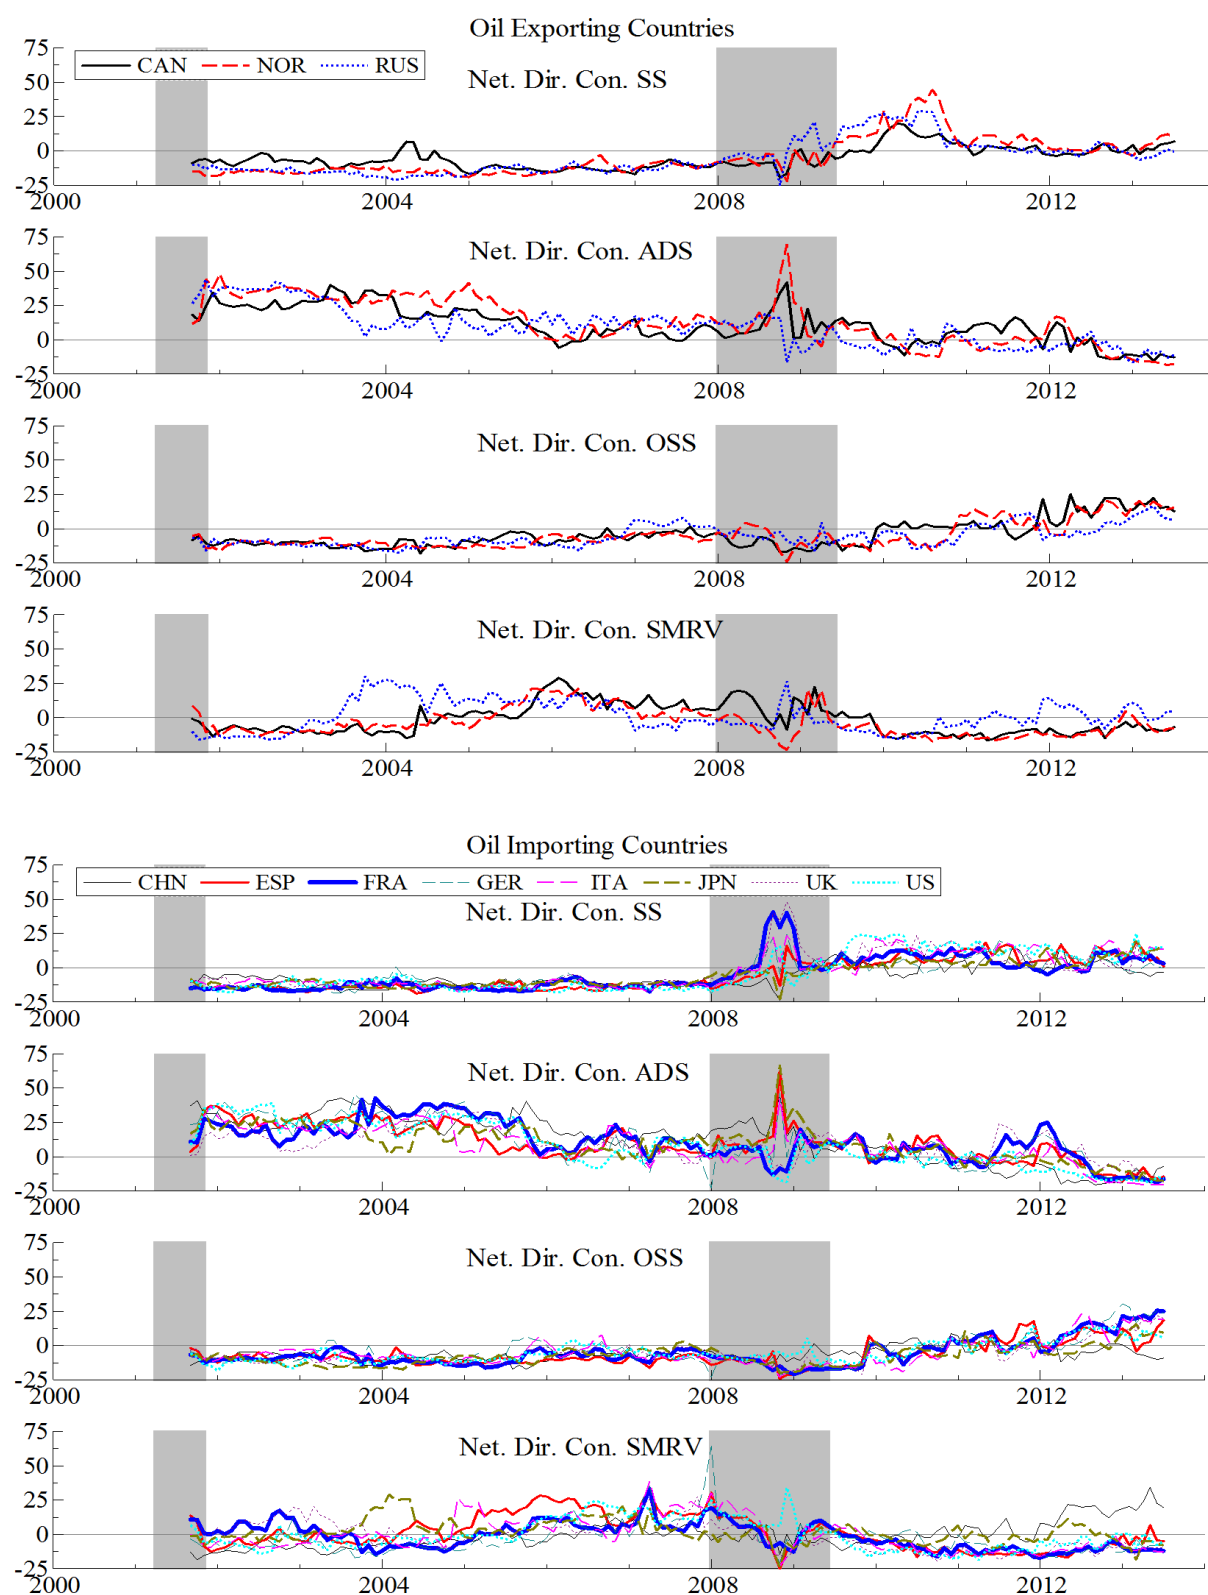 Oil Exporting Countries
75
CAN NOR RUS
Net. Dir. Con. SS
50
25
0
-25
2000 2004 2008 2012
75
Net. Dir. Con. ADS
50
25
0
-25
2000 2004 2008 2012
75
Net. Dir. Con. OSS
50
25
0
-25
2000 2004 2008 2012
75
Net. Dir. Con. SMRV
50
25
0
-25
2000 2004 2008 2012
Oil Importing Countries
75
CHN ESP FRA GER ITA JPN UK US
Net. Dir. Con. SS
50
25
0
-25
2000 2004 2008 2012
75
Net. Dir. Con. ADS
50
25
0
-25
2000 2004 2008 2012
75
Net. Dir. Con. OSS
50
25
0
-25
2000 2004 2008 2012
75
Net. Dir. Con. SMRV
50
25
0
-25
2000 2004 2008 2012